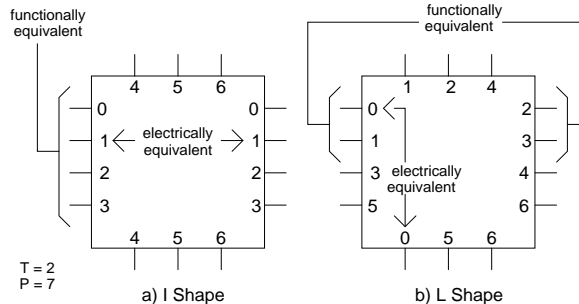 functionally
equivalent
functionally
equivalent
4 5 6
1 2 4
0 0
0 2
1 electrically equivalent 1
1 3
2 2
3 electrically equivalent 4
3 3
5 6
4 5 6
0 5 6
T = 2
P = 7
a) I Shape
b) L Shape